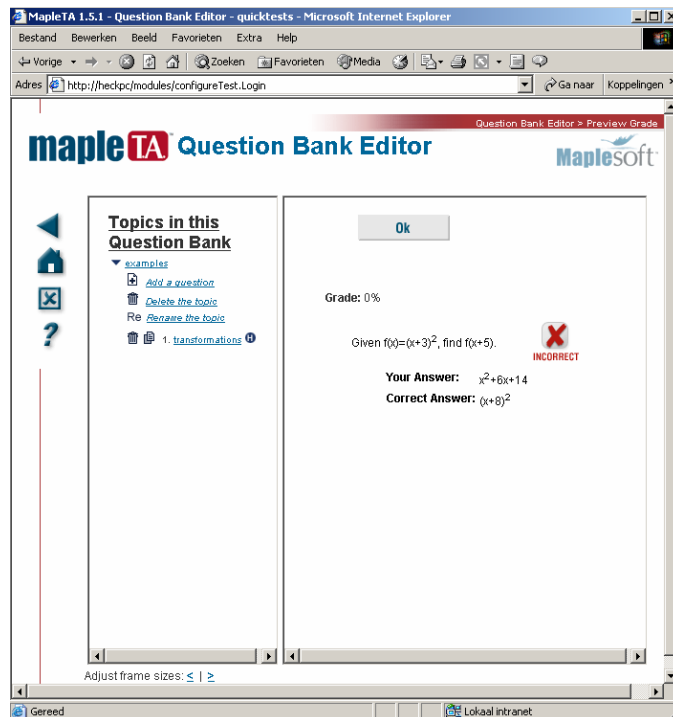 MapleTA 1.5.1 - Question Bank Editor - quicktests - Microsoft Internet Explorer
Bestand Bewerken Beeld Favorieten Extra Help
Vorige Zoeken Favorieten Media
Adres http://heckpc/modules/configureTest.Login Ga naar Koppelingen
Question Bank Editor > Preview Grade
maple TA Question Bank Editor
Maplesoft
Topics in this
Question Bank
examples
Add a question
Delete the topic
Re Rename the topic
1. transformations H
?
Ok
Grade: 0%
Given f(x)=(x+3)², find f(x+5).
INCORRECT
Your Answer: x²+6x+14
Correct Answer: (x+8)²
Adjust frame sizes: < | >
Gereed Lokaal intranet